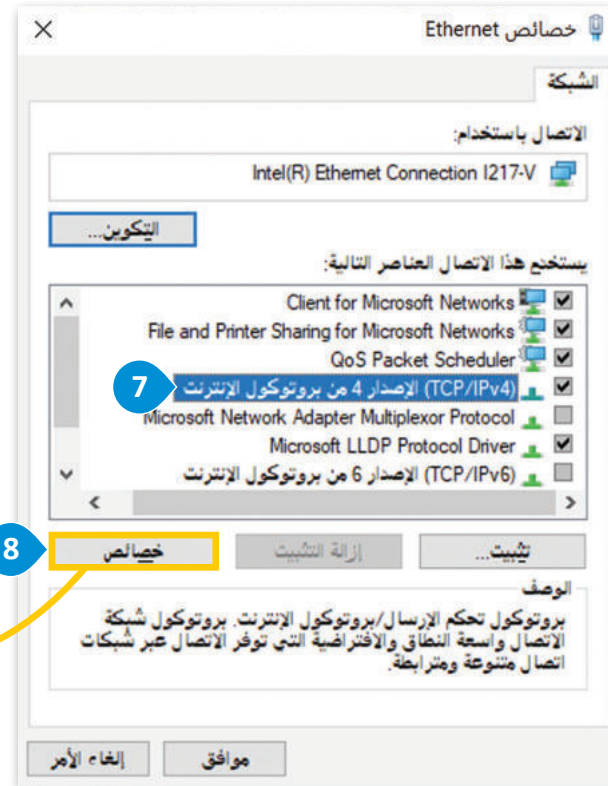 خصائص Ethernet
الشبكة
الاتصال باستخدام:
Intel(R) Ethernet Connection I217-V
التكوين...
يستخدم هذا الاتصال العناصر التالية:
Client for Microsoft Networks
File and Printer Sharing for Microsoft Networks
QoS Packet Scheduler
(TCP/IPv4) الإصدار 4 من بروتوكول الإنترنت
7
Microsoft Network Adapter Multiplexor Protocol
Microsoft LLDP Protocol Driver
(TCP/IPv6) الإصدار 6 من بروتوكول الإنترنت
تثبيت...
إزالة التثبيت
خصائص
8
الوصف
بروتوكول تحكم الإرسال/بروتوكول الإنترنت. بروتوكول شبكة
الاتصال واسعة النطاق والافتراضية التي توفر الاتصال عبر شبكات
اتصال متنوعة ومترابطة.
موافق
إلغاء الأمر